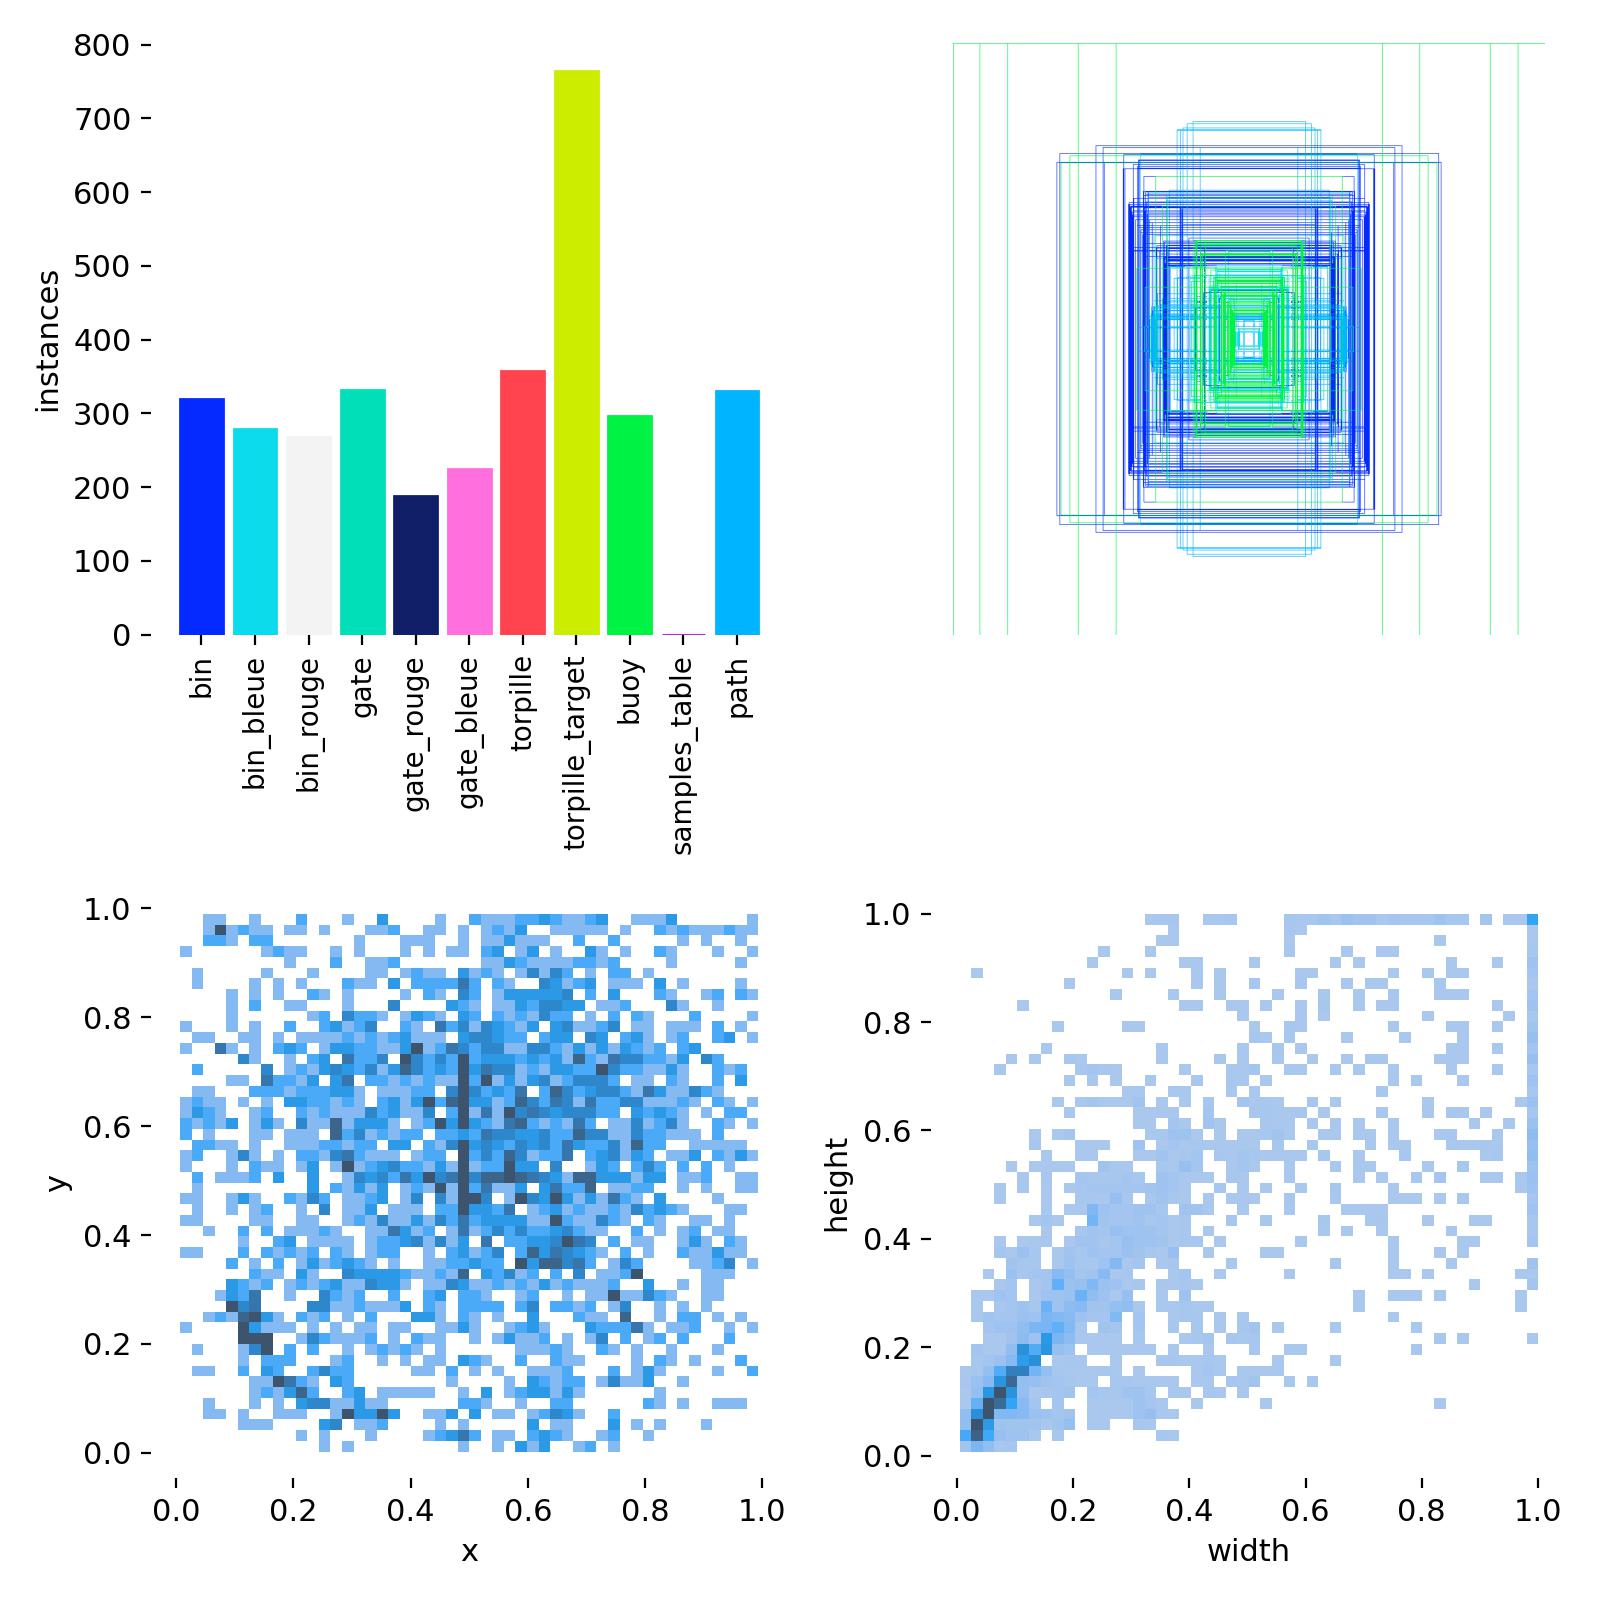 800
700
600
500
400
300
200
100
0
instances
bin
bin_bleue
bin_rouge
gate
gate_rouge
gate_bleue
torpille
torpille_target
buoy
samples_table
path
1.0
0.8
0.6
0.4
0.2
0.0
y
0.0 0.2 0.4 0.6 0.8 1.0
x
1.0
0.8
0.6
0.4
0.2
0.0
height
0.0 0.2 0.4 0.6 0.8 1.0
width